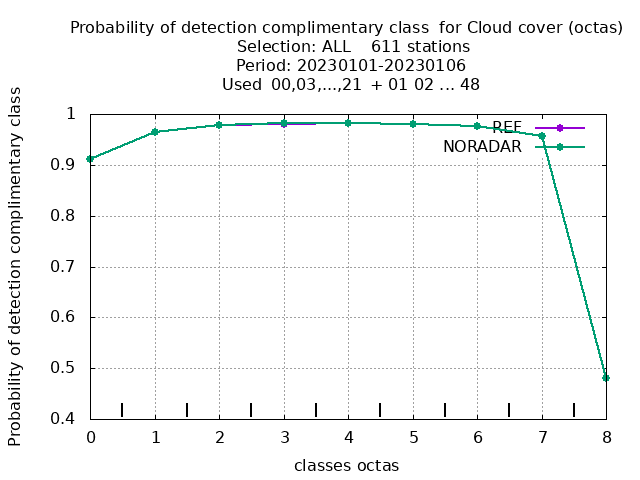 Probability of detection complimentary class  for Cloud cover (octas)
Selection: ALL    611 stations
Period: 20230101-20230106
Used  00,03,...,21  + 01 02 ... 48
Probability of detection complimentary class
1
0.9
0.8
0.7
0.6
0.5
0.4
REF
NORADAR
0 1 2 3 4 5 6 7 8
classes octas